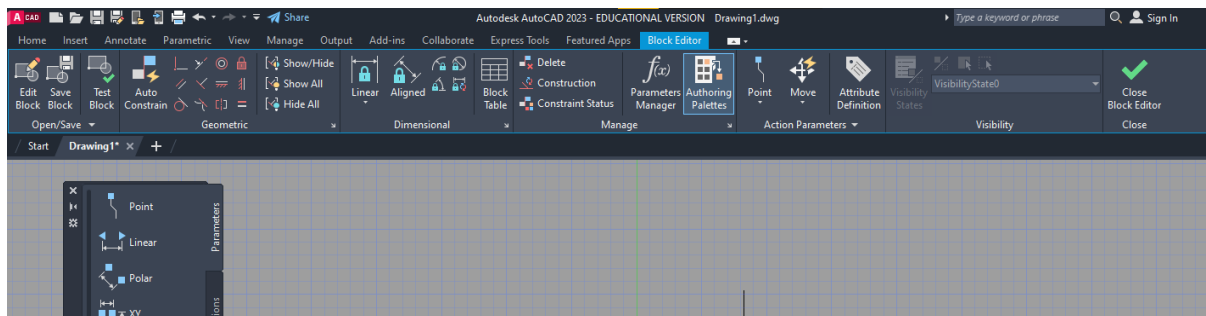 A CAD Share Autodesk AutoCAD 2023 - EDUCATIONAL VERSION Drawing1.dwg Type a keyword or phrase Sign In
Home Insert Annotate Parametric View Manage Output Add-ins Collaborate Express Tools Featured Apps Block Editor
Edit Block
Save Block
Test Block
Auto Constrain
Show/Hide
Show All
Hide All
Linear
Aligned
Block Table
Delete
Construction
Constraint Status
f(x)
Parameters Manager
Authoring Palettes
Point
Move
Attribute Definition
Visibility States
VisibilityState0
Close Block Editor
Open/Save Geometric Dimensional Manage Action Parameters Visibility Close
Start Drawing1*
Point
Linear
Polar
XY
Parameters